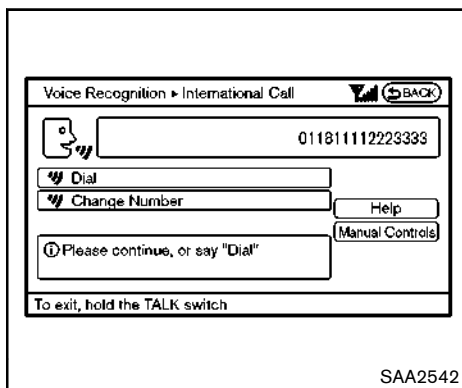 Voice Recognition ▸ International Call BACK
011811112223333
Dial
Change Number
Help
Manual Controls
Please continue, or say "Dial"
To exit, hold the TALK switch
SAA2542